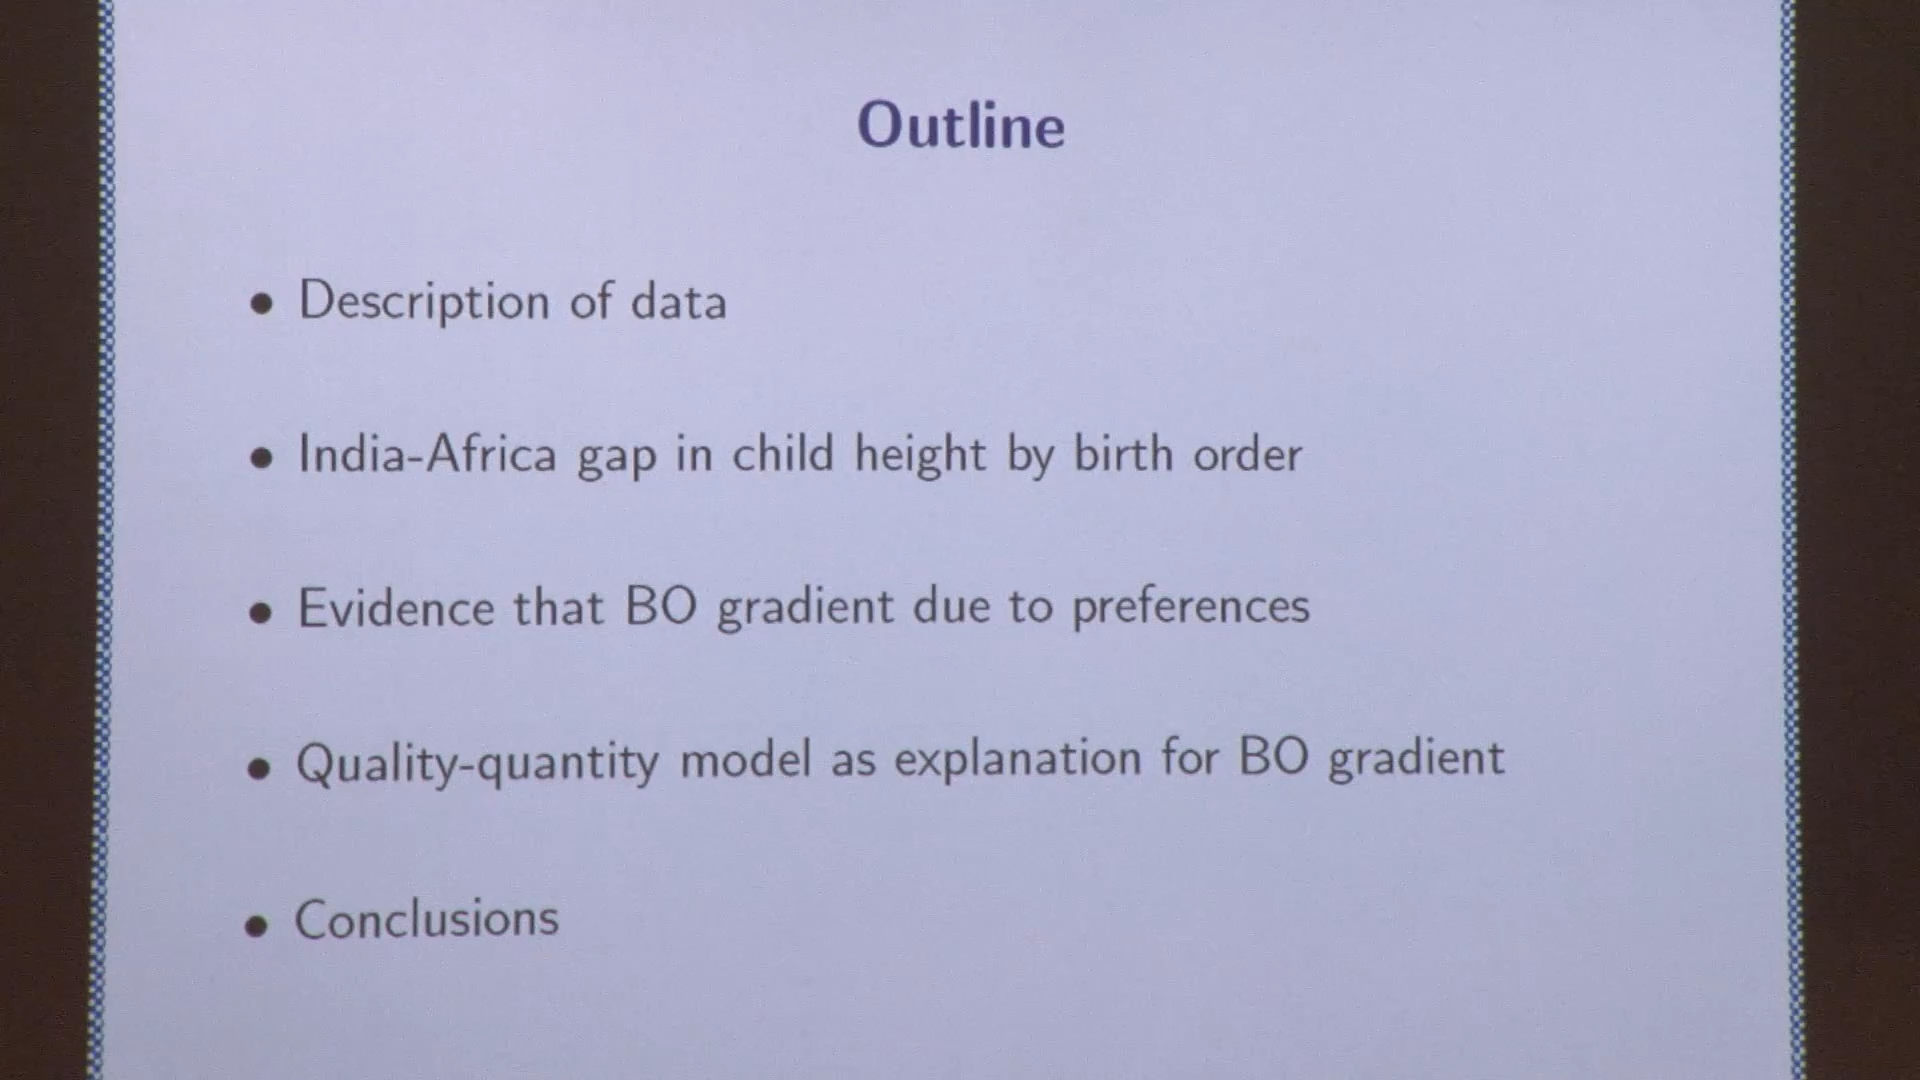 Outline
• Description of data
• India-Africa gap in child height by birth order
• Evidence that BO gradient due to preferences
• Quality-quantity model as explanation for BO gradient
• Conclusions